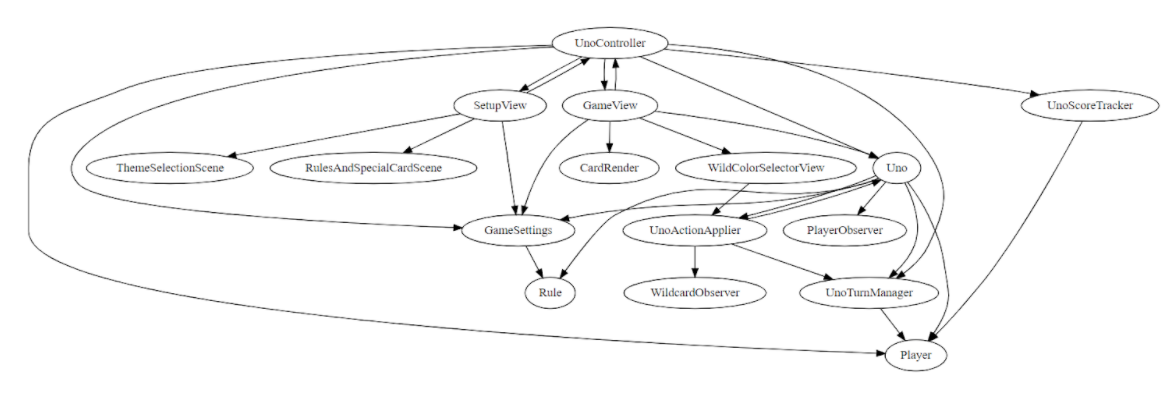 UnoController
SetupView
GameView
UnoScoreTracker
ThemeSelectionScene
RulesAndSpecialCardScene
CardRender
WildColorSelectorView
Uno
GameSettings
UnoActionApplier
PlayerObserver
Rule
WildcardObserver
UnoTurnManager
Player